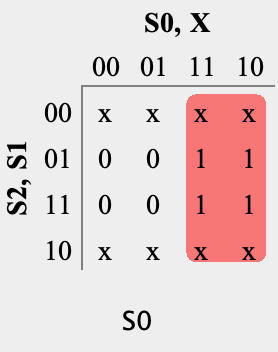 S0, X
00 01 11 10
S2, S1
00 x x x x
01 0 0 1 1
11 0 0 1 1
10 x x x x
S0